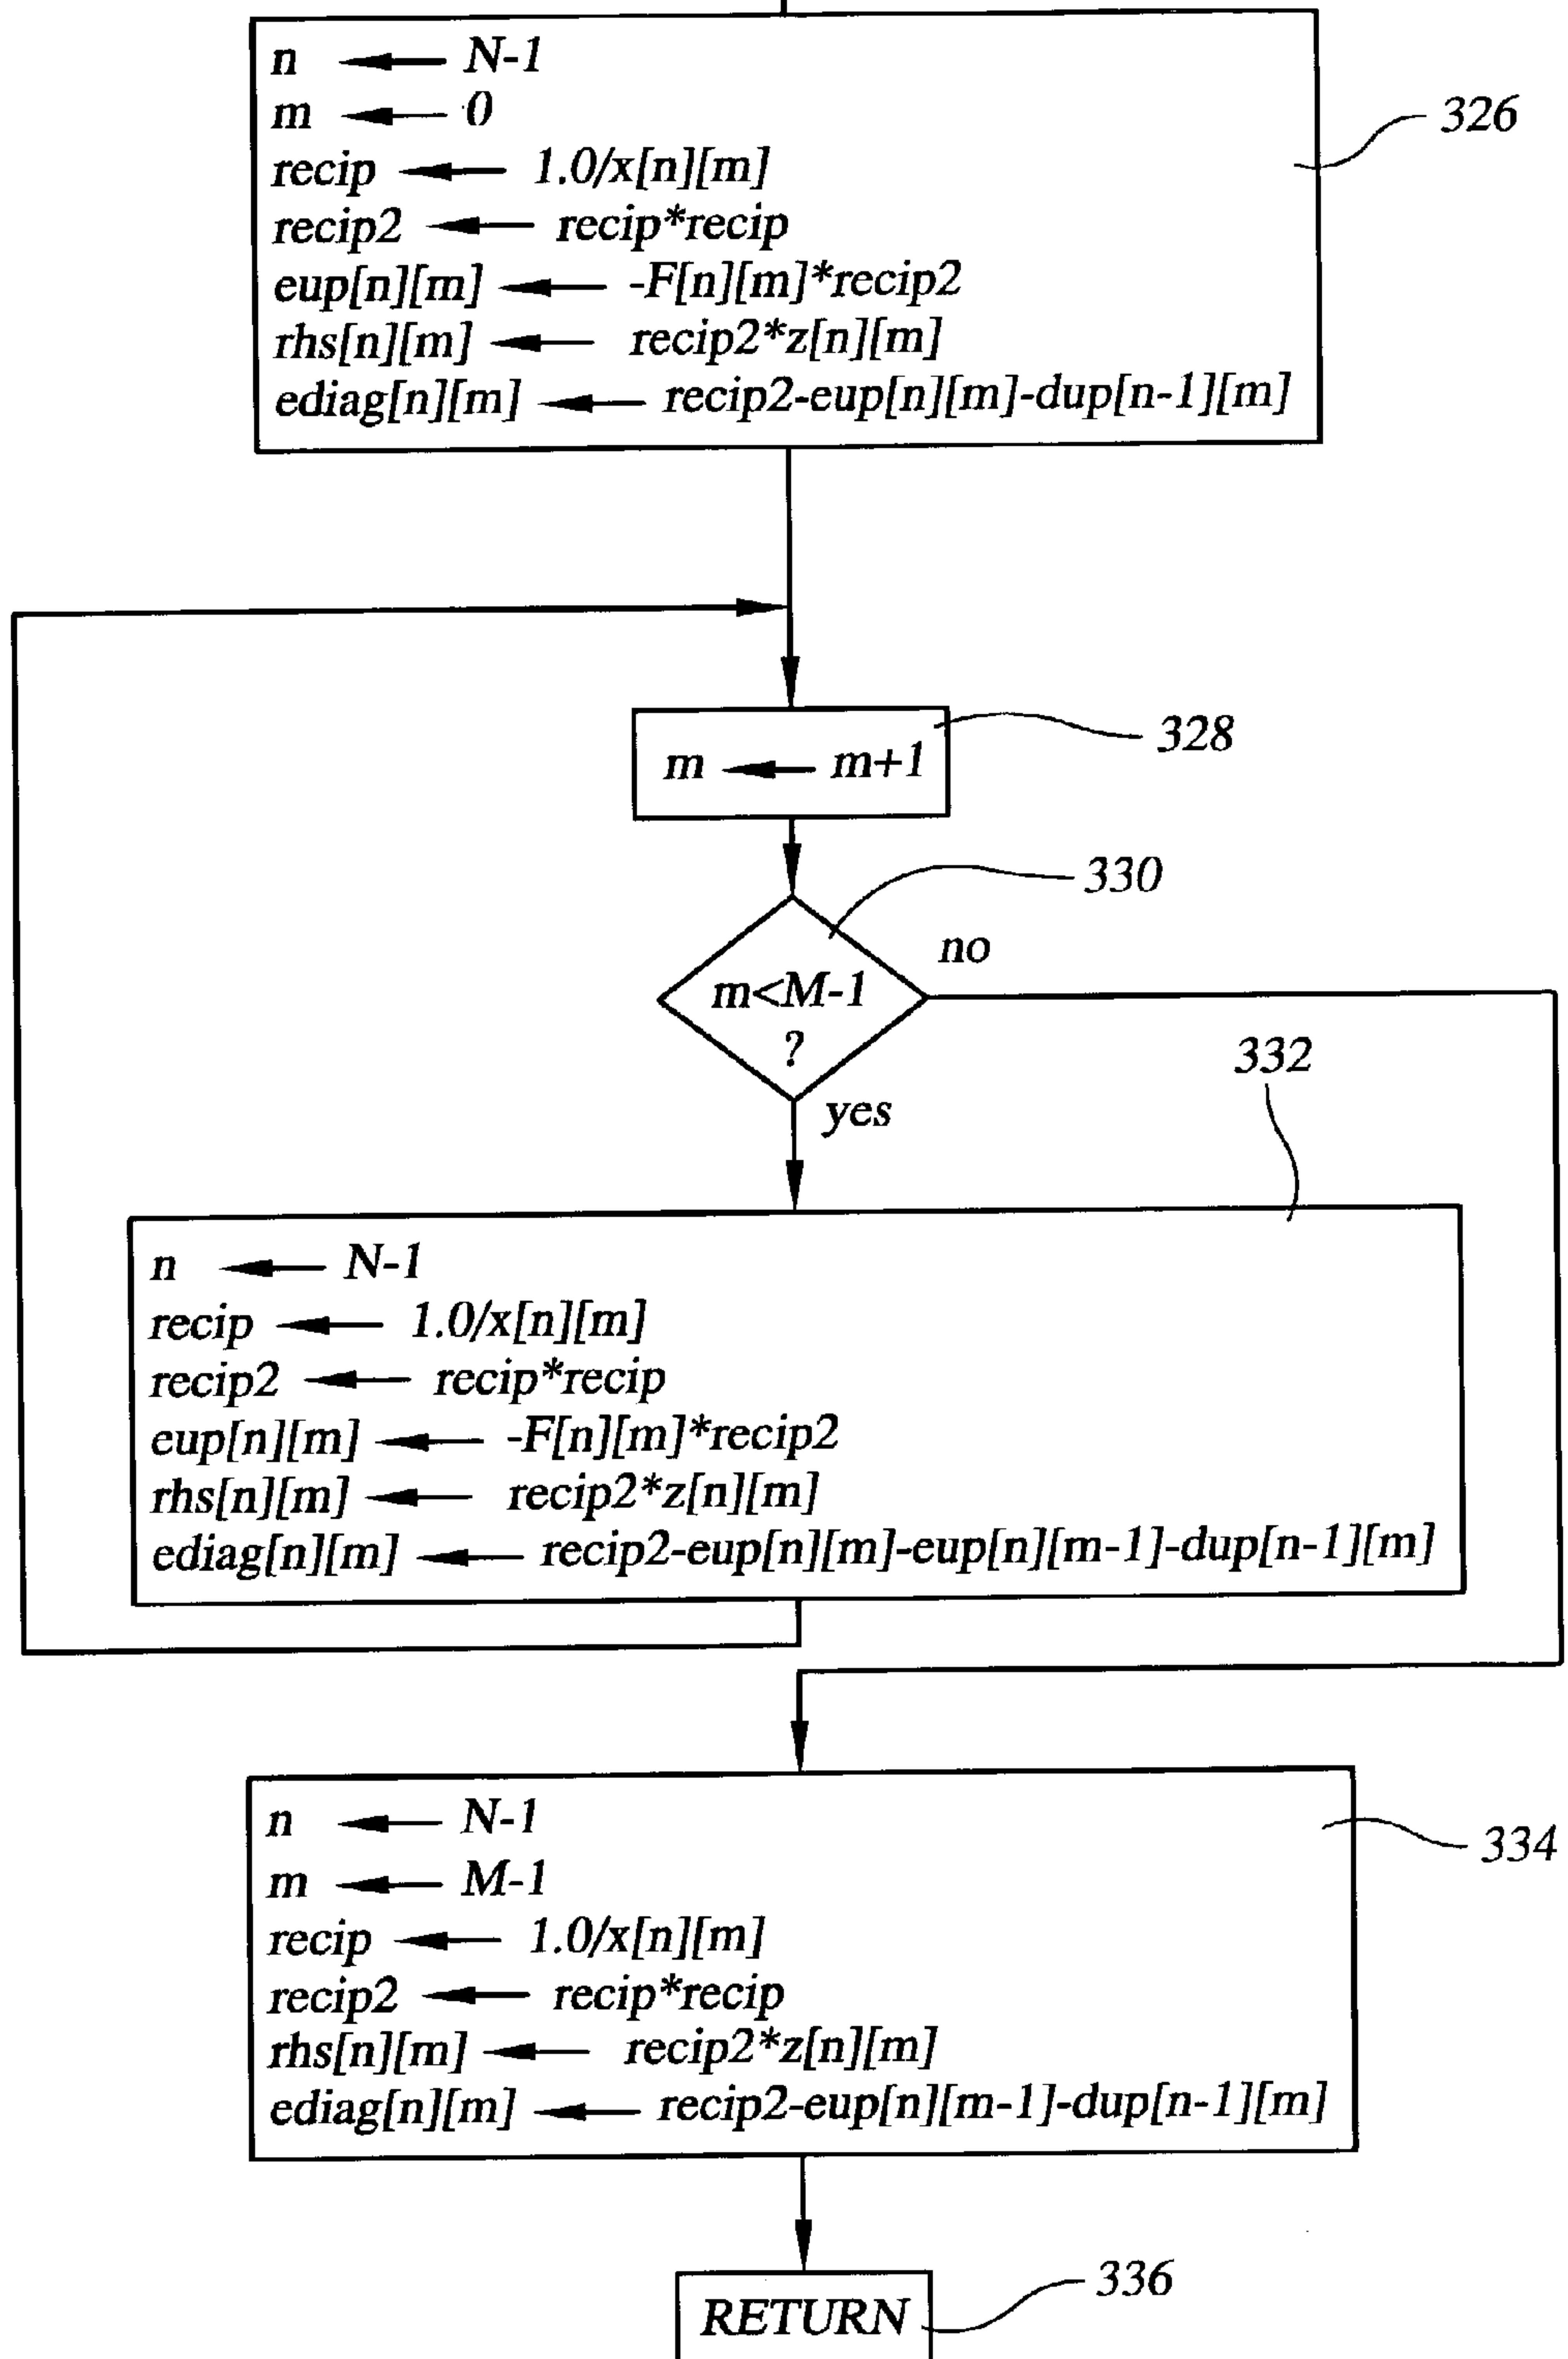 n ← N-1
m ← 0
recip ← 1.0/x[n][m]
recip2 ← recip*recip
eup[n][m] ← -F[n][m]*recip2
rhs[n][m] ← recip2*z[n][m]
ediag[n][m] ← recip2-eup[n][m]-dup[n-1][m]
326
m ← m+1
328
330
m<M-1
?
no
yes
332
n ← N-1
recip ← 1.0/x[n][m]
recip2 ← recip*recip
eup[n][m] ← -F[n][m]*recip2
rhs[n][m] ← recip2*z[n][m]
ediag[n][m] ← recip2-eup[n][m]-eup[n][m-1]-dup[n-1][m]
n ← N-1
m ← M-1
recip ← 1.0/x[n][m]
recip2 ← recip*recip
rhs[n][m] ← recip2*z[n][m]
ediag[n][m] ← recip2-eup[n][m-1]-dup[n-1][m]
334
RETURN
336